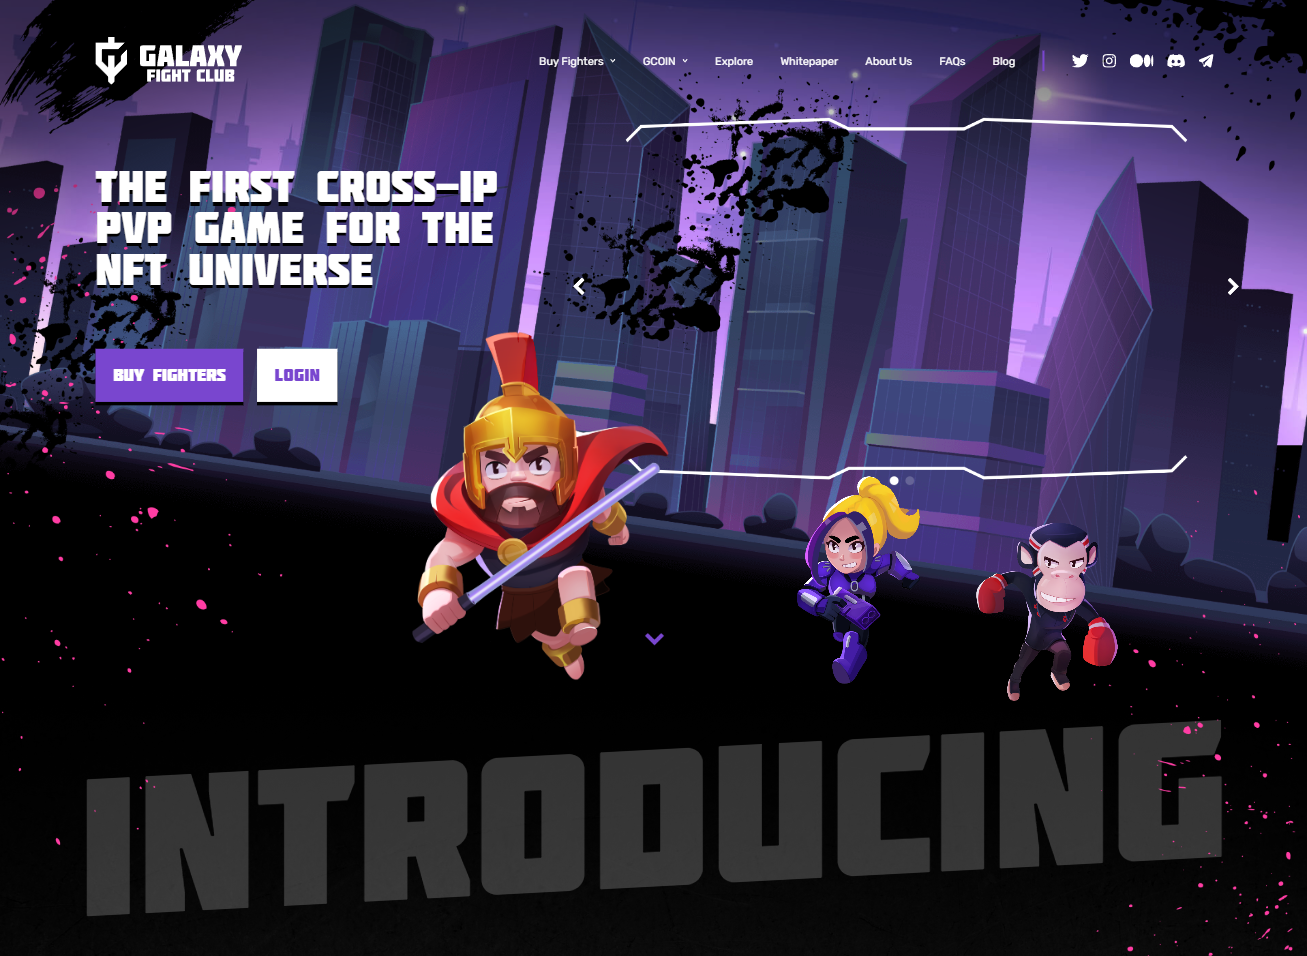 GALAXY
FIGHT CLUB
Buy Fighters
GCOIN
Explore
Whitepaper
About Us
FAQs
Blog
THE FIRST CROSS-IP
PVP GAME FOR THE
NFT UNIVERSE
BUY FIGHTERS
LOGIN
INTRODUCING